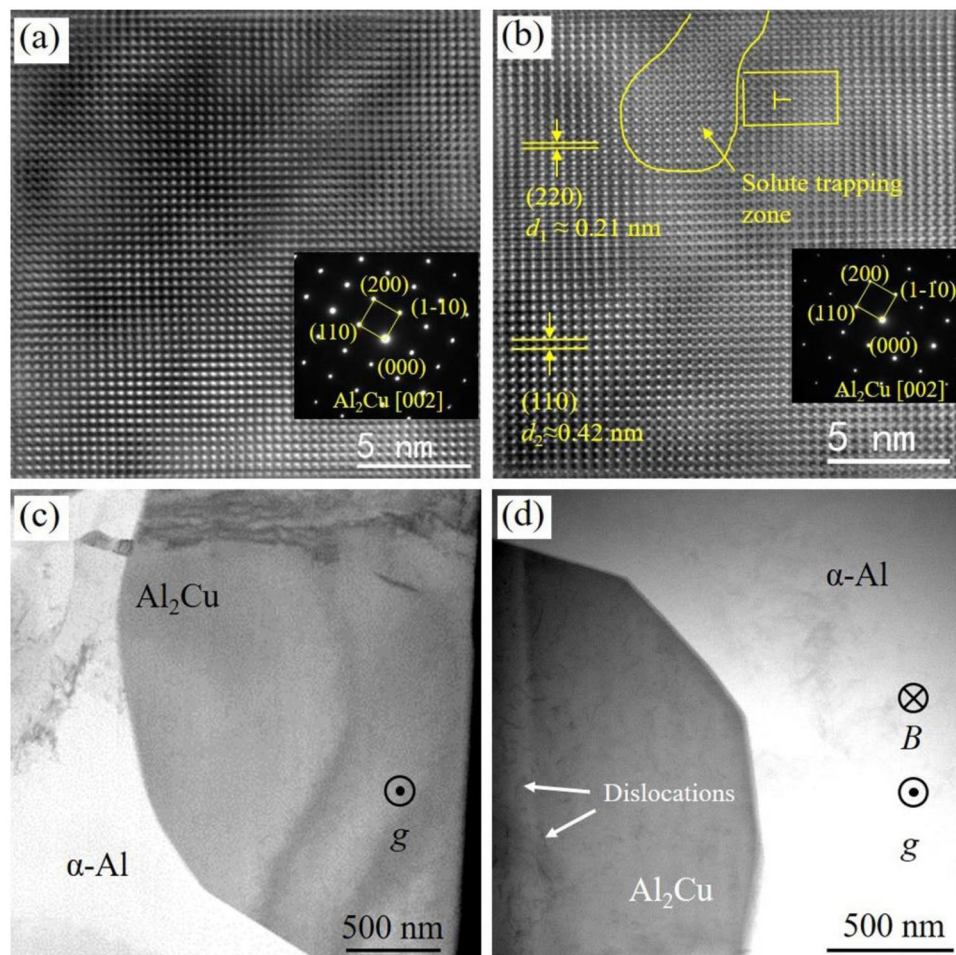 (a)
(200)
(1-10)
(110)
(000)
Al₂Cu [002]
5 nm
(b)
(220)
d₁ ≈ 0.21 nm
Solute trapping
zone
(200)
(1-10)
(110)
(000)
(110)
d₂≈0.42 nm
Al₂Cu [002]
5 nm
(c)
Al₂Cu
g
α-Al
500 nm
(d)
α-Al
B
Dislocations
g
Al₂Cu
500 nm